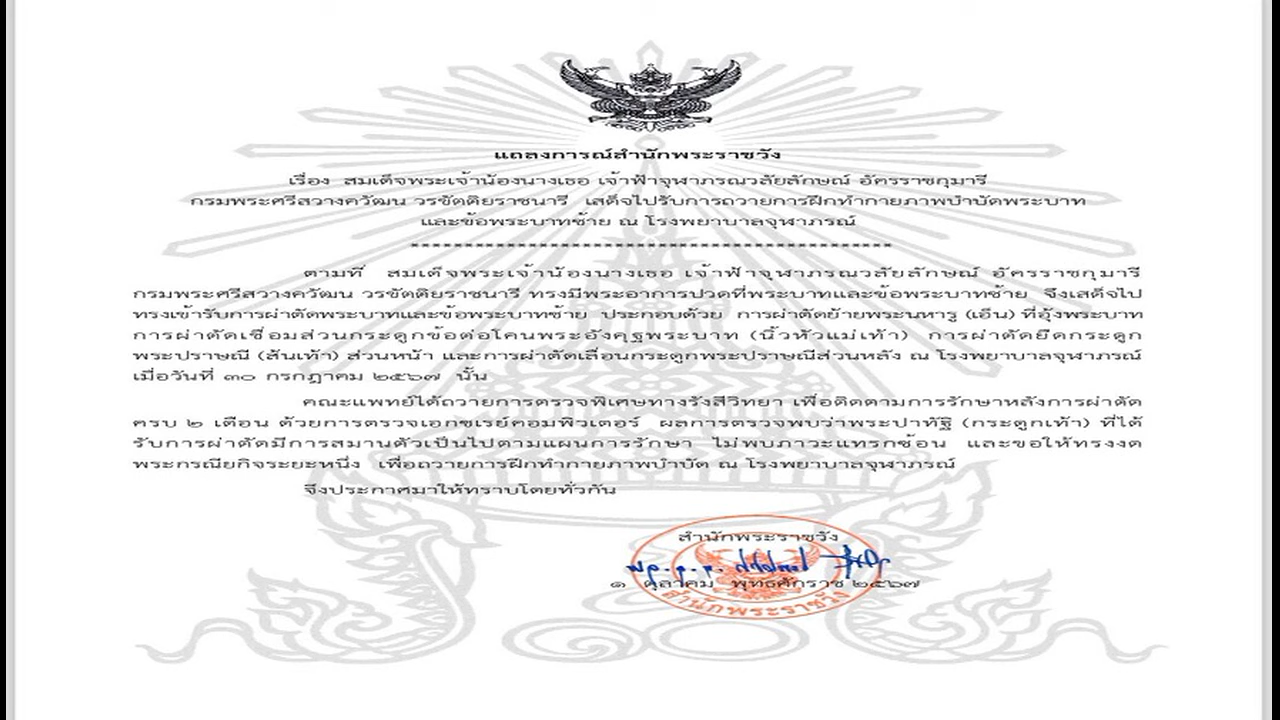 แถลงการณ์สำนักพระราชวัง
เรื่อง สมเด็จพระเจ้าน้องนางเธอ เจ้าฟ้าจุฬาภรณวลัยลักษณ์ อัครราชกุมารี
กรมพระศรีสวางควัฒน วรขัตติยราชนารี เสด็จไปรับการถวายการฝึกทำกายภาพบำบัดพระบาท
และข้อพระบาทซ้าย ณ โรงพยาบาลจุฬาภรณ์
ตามที่ สมเด็จพระเจ้าน้องนางเธอ เจ้าฟ้าจุฬาภรณวลัยลักษณ์ อัครราชกุมารี
กรมพระศรีสวางควัฒน วรขัตติยราชนารี ทรงมีพระอาการปวดที่พระบาทและข้อพระบาทซ้าย จึงเสด็จไป
ทรงเข้ารับการผ่าตัดพระบาทและข้อพระบาทซ้าย ประกอบด้วย การผ่าตัดย้ายพระนหารู (เอ็น) ที่อุ้งพระบาท
การผ่าตัดเชื่อมส่วนกระดูกข้อต่อโคนพระอังคุฐพระบาท (นิ้วหัวแม่เท้า) การผ่าตัดยึดกระดูก
พระปราษณี (ส้นเท้า) ส่วนหน้า และการผ่าตัดเลื่อนกระดูกพระปราษณีส่วนหลัง ณ โรงพยาบาลจุฬาภรณ์
เมื่อวันที่ ๓๐ กรกฎาคม ๒๕๖๗ นั้น
คณะแพทย์ได้ถวายการตรวจพิเศษทางรังสีวิทยา เพื่อติดตามการรักษาหลังการผ่าตัด
ครบ ๒ เดือน ด้วยการตรวจเอกซเรย์คอมพิวเตอร์ ผลการตรวจพบว่าพระปาทัฐิ (กระดูกเท้า) ที่ได้
รับการผ่าตัดมีการสมานตัวเป็นไปตามแผนการรักษา ไม่พบภาวะแทรกซ้อน และขอให้ทรงงด
พระกรณียกิจระยะหนึ่ง เพื่อถวายการฝึกทำกายภาพบำบัด ณ โรงพยาบาลจุฬาภรณ์
จึงประกาศมาให้ทราบโดยทั่วกัน
สำนักพระราชวัง
๑ ตุลาคม พุทธศักราช ๒๕๖๗
สำนักพระราชวัง